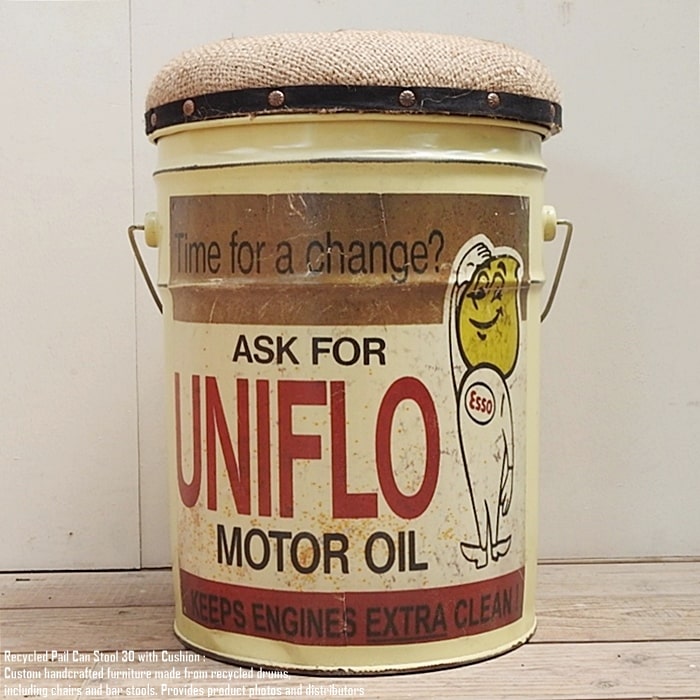 Time for a change?
ASK FOR
UNIFLO
Esso
MOTOR OIL
KEEPS ENGINES EXTRA CLEAN!
Recycled Pail Can Stool 30 with Cushion :
Custom handcrafted furniture made from recycled drums,
including chairs and bar stools. Provides product photos and distributors